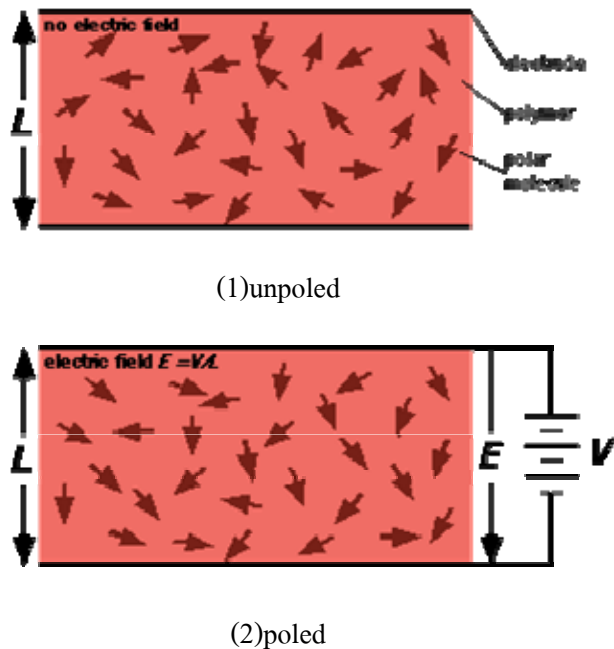 no electric field
L
electrode
polymer
polar
molecule
(1)unpoled
electric field E =V/L
L
E
V
(2)poled